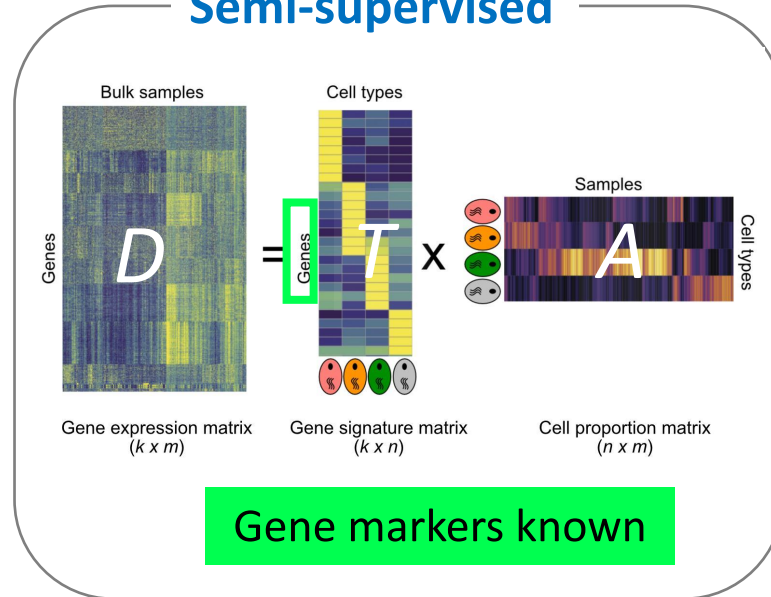 Semi-supervised
Bulk samples
Cell types
Samples
Genes
D
=
Genes
T
x
A
Cell types
Gene expression matrix
(k x m)
Gene signature matrix
(k x n)
Cell proportion matrix
(n x m)
Gene markers known